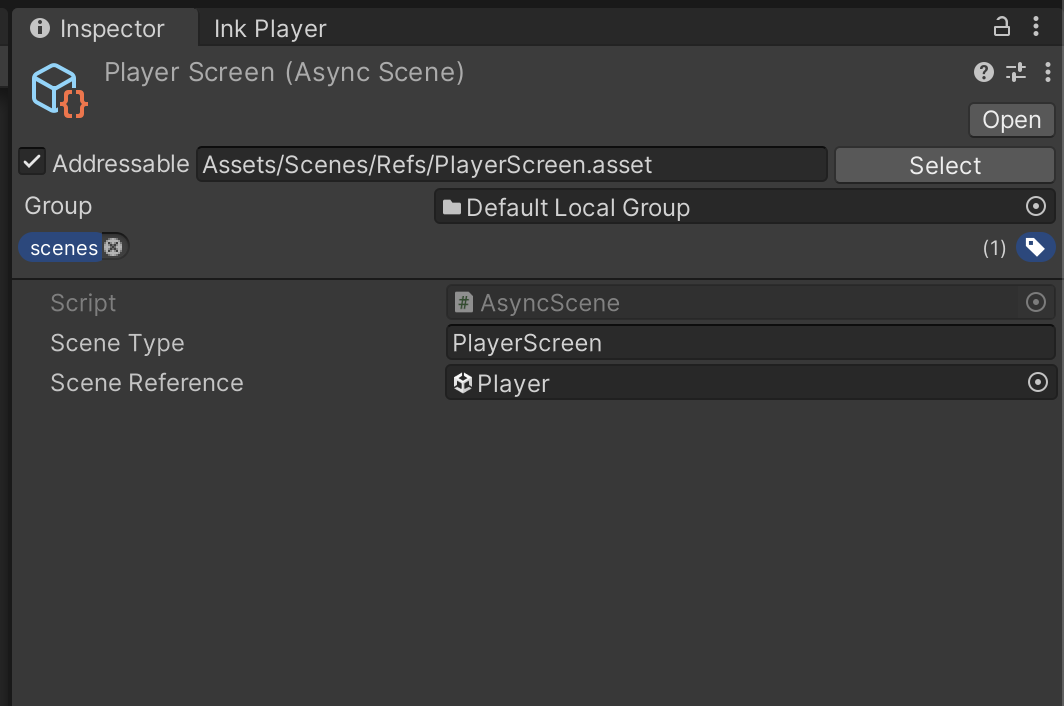 Inspector Ink Player
Player Screen (Async Scene)
Open
Addressable Assets/Scenes/Refs/PlayerScreen.asset Select
Group Default Local Group
scenes (1)
Script # AsyncScene
Scene Type PlayerScreen
Scene Reference Player